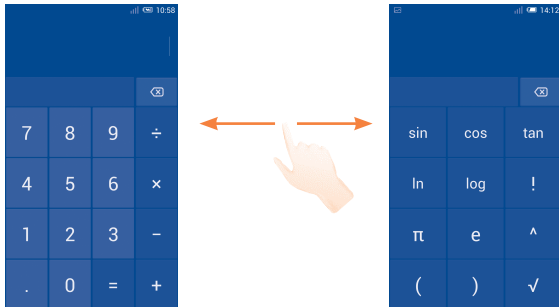 10:58
7 8 9 ÷
4 5 6 ×
1 2 3 −
. 0 = +
14:12
sin cos tan
ln log !
π e ^
( ) √